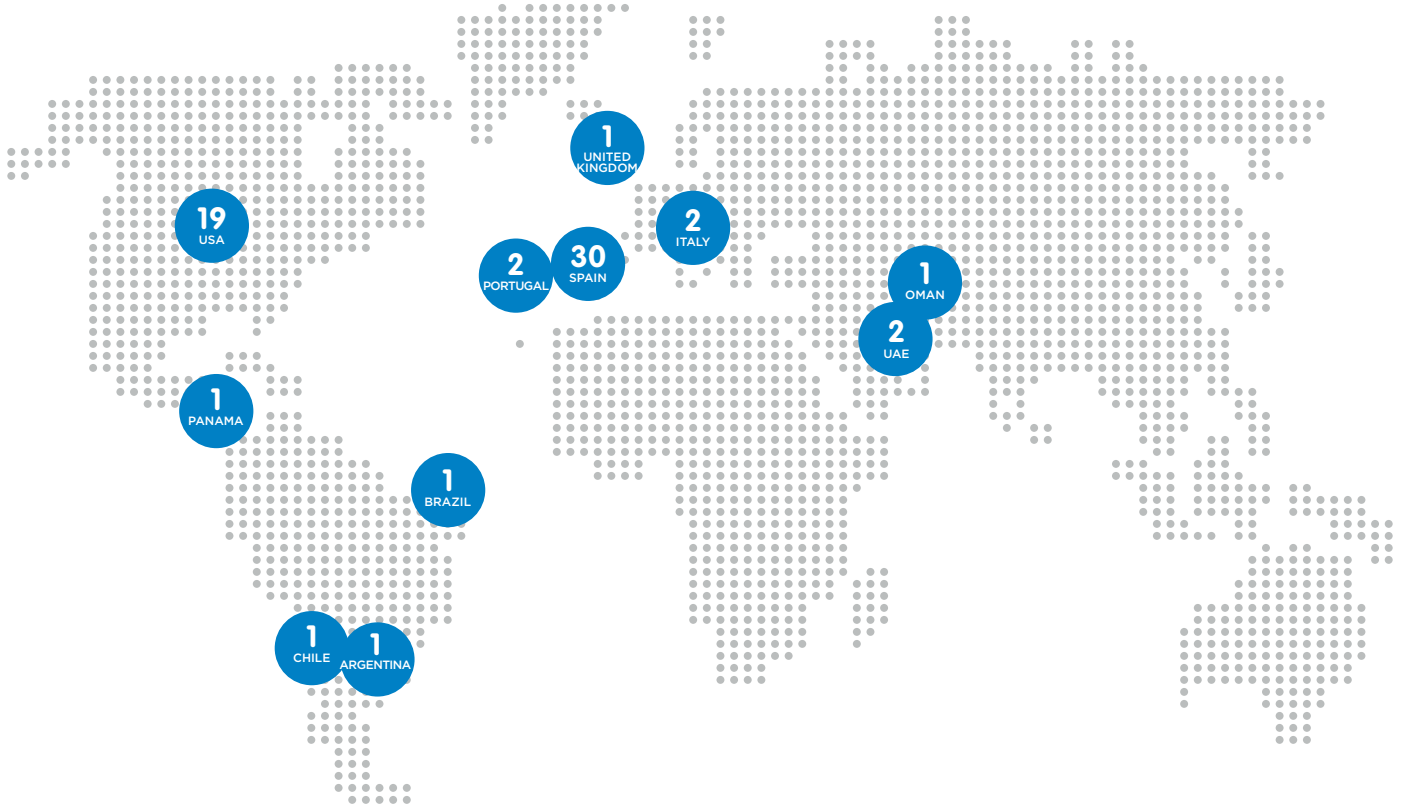 1
UNITED
KINGDOM
19
USA
2
ITALY
30
SPAIN
2
PORTUGAL
1
OMAN
2
UAE
1
PANAMA
1
BRAZIL
1
CHILE
1
ARGENTINA